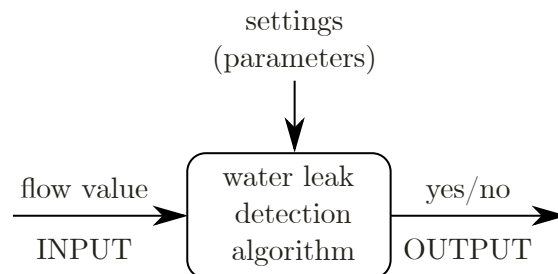 settings
(parameters)
flow value
INPUT
water leak
detection
algorithm
yes/no
OUTPUT